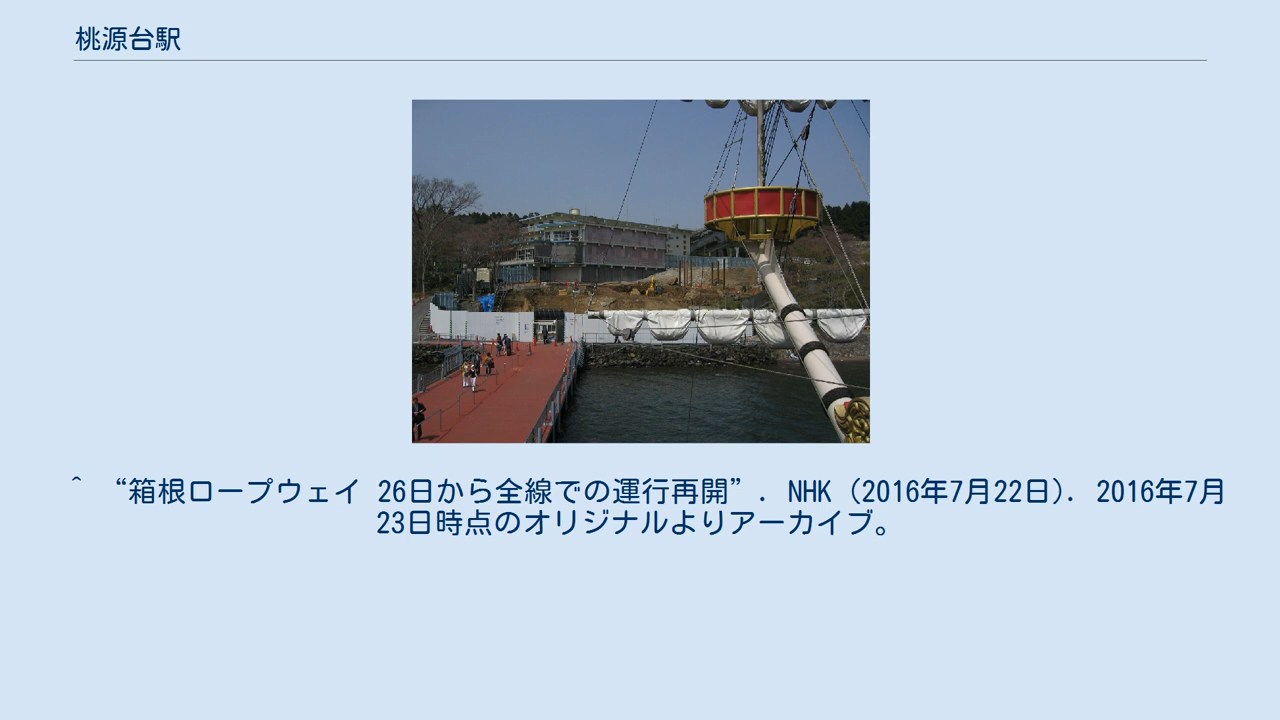 桃源台駅
^ “箱根ロープウェイ 26日から全線での運行再開”. NHK (2016年7月22日). 2016年7月
23日時点のオリジナルよりアーカイブ。